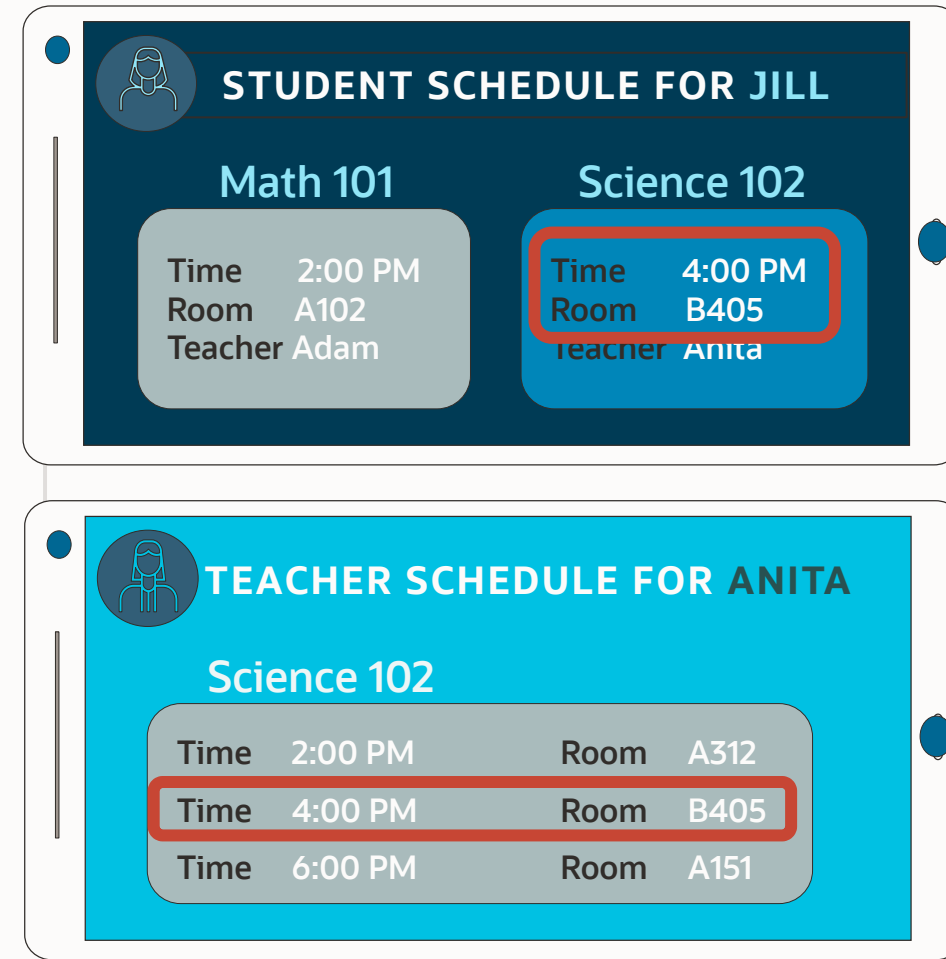 STUDENT SCHEDULE FOR JILL
Math 101
Time 2:00 PM
Room A102
Teacher Adam
Science 102
Time 4:00 PM
Room B405
Teacher Anita
TEACHER SCHEDULE FOR ANITA
Science 102
Time 2:00 PM Room A312
Time 4:00 PM Room B405
Time 6:00 PM Room A151